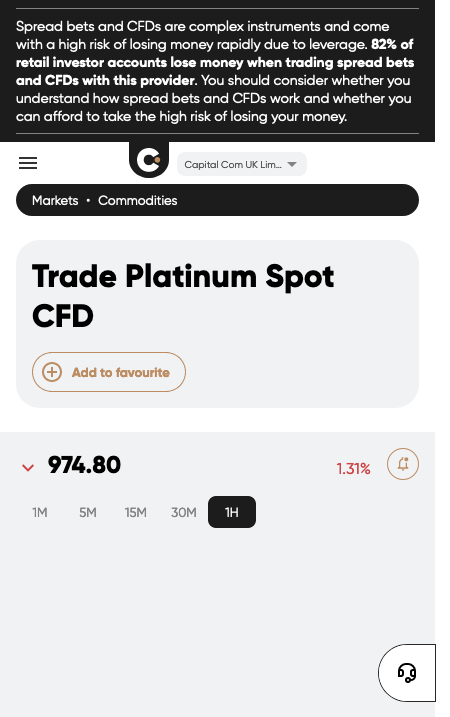 Spread bets and CFDs are complex instruments and come
with a high risk of losing money rapidly due to leverage. 82% of
retail investor accounts lose money when trading spread bets
and CFDs with this provider. You should consider whether you
understand how spread bets and CFDs work and whether you
can afford to take the high risk of losing your money.
Capital Com UK Lim...
Markets • Commodities
Trade Platinum Spot
CFD
Add to favourite
974.80
1.31%
1M 5M 15M 30M 1H